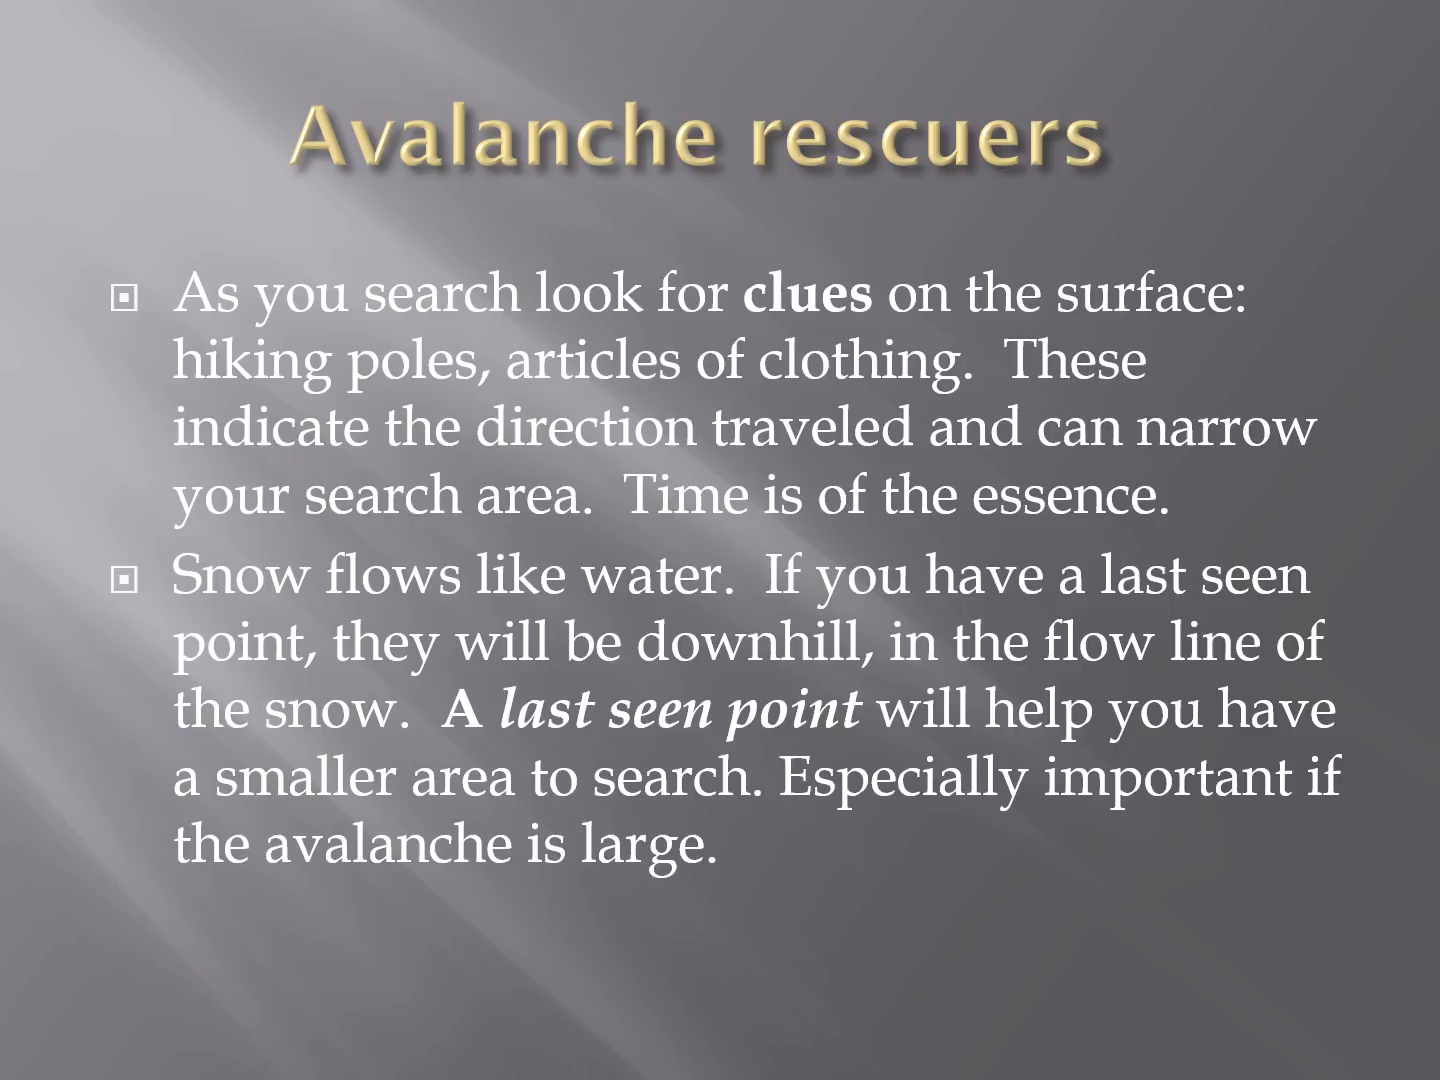 Avalanche rescuers
As you search look for clues on the surface:
hiking poles, articles of clothing.  These
indicate the direction traveled and can narrow
your search area.  Time is of the essence.
Snow flows like water.  If you have a last seen
point, they will be downhill, in the flow line of
the snow.  A last seen point will help you have
a smaller area to search. Especially important if
the avalanche is large.